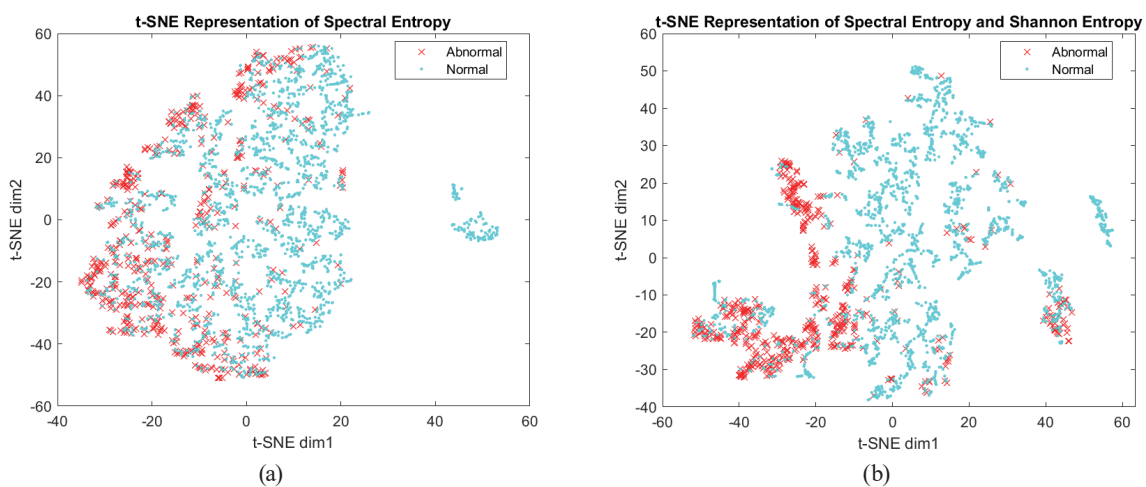 t-SNE Representation of Spectral Entropy
60
40
20
0
-20
-40
-60
-40
-20
0
20
40
60
t-SNE dim2
t-SNE dim1
Abnormal
Normal
(a)
t-SNE Representation of Spectral Entropy and Shannon Entropy
60
50
40
30
20
10
0
-10
-20
-30
-40
-60
-40
-20
0
20
40
60
t-SNE dim2
t-SNE dim1
Abnormal
Normal
(b)